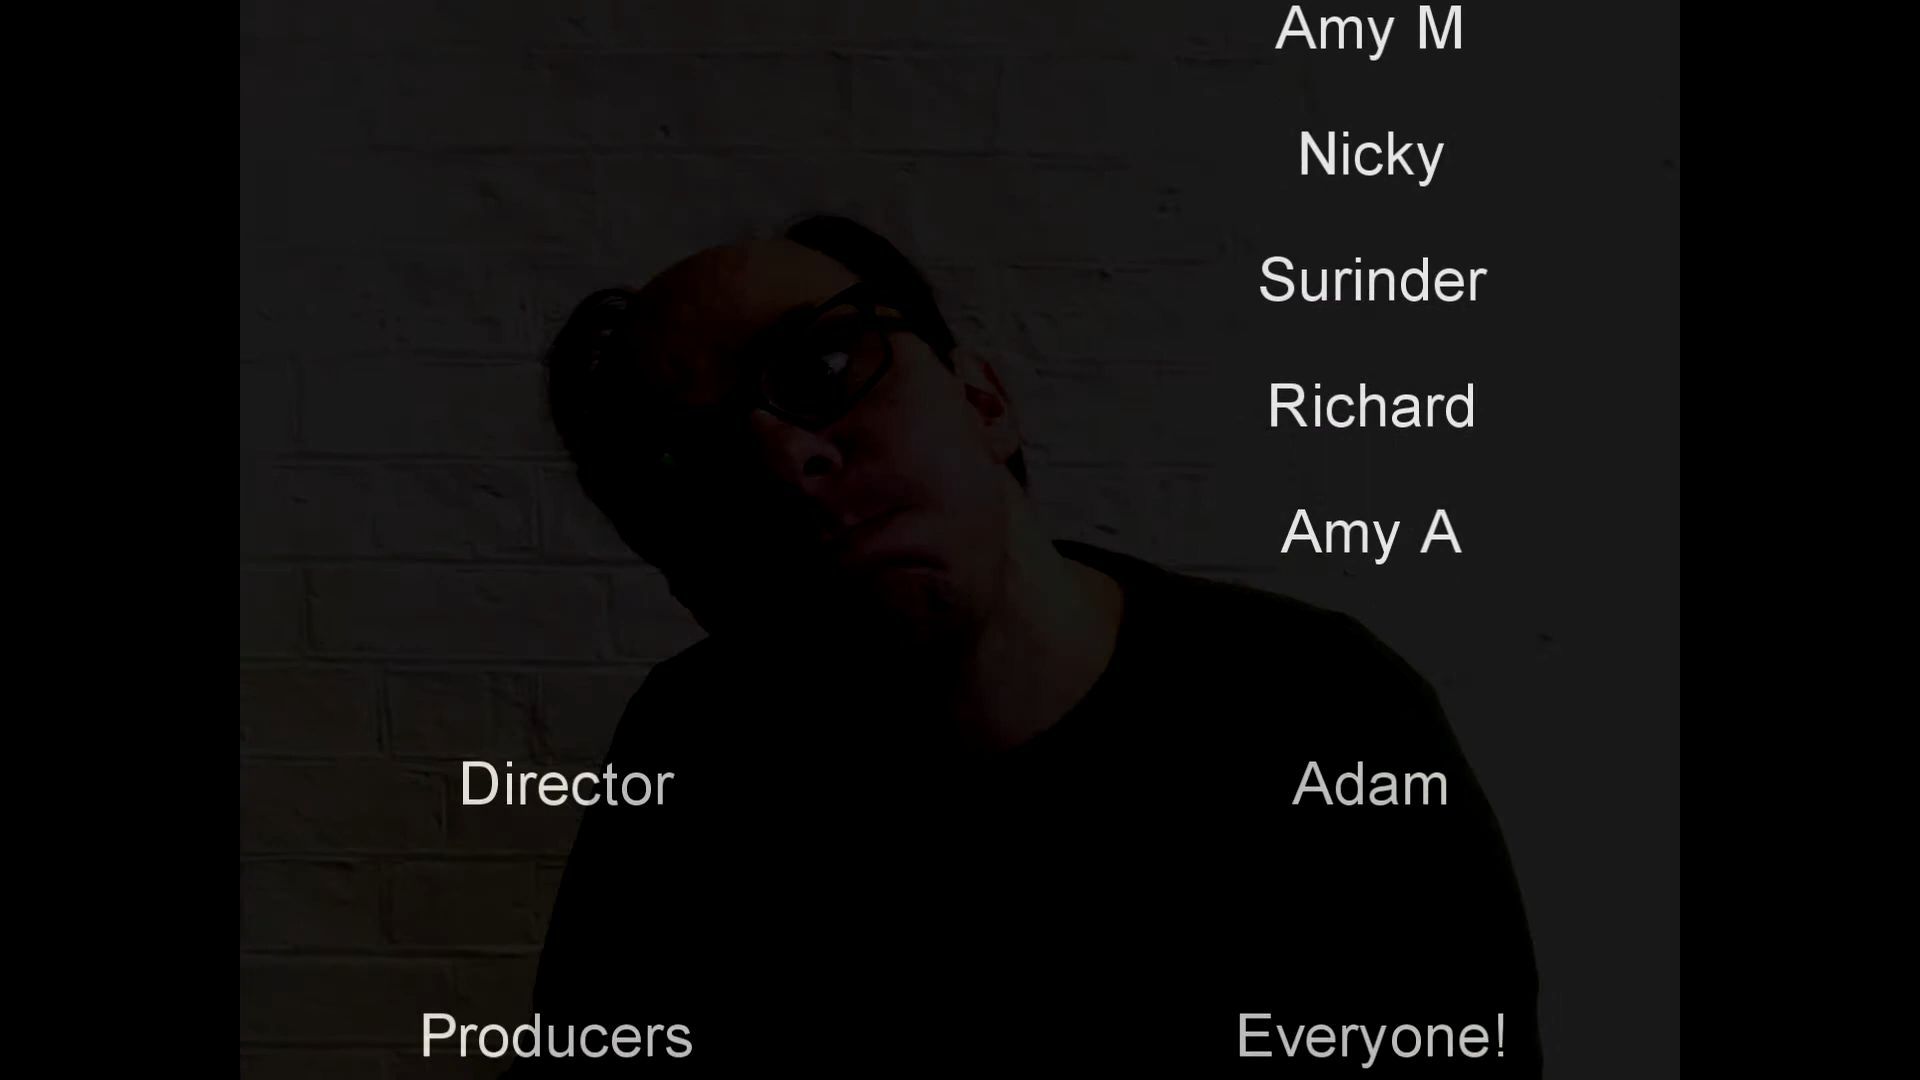 Amy M
Nicky
Surinder
Richard
Amy A
Director Adam
Producers Everyone!